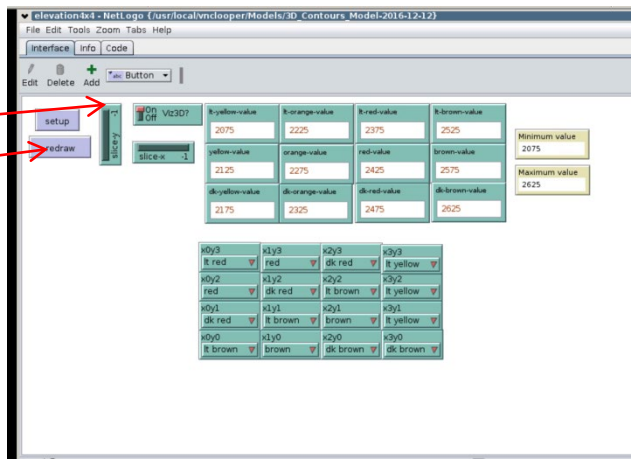 elevation4x4 - NetLogo {/usr/local/vnclooper/Models/3D_Contours_Model-2016-12-12}
File Edit Tools Zoom Tabs Help
Interface Info Code
Edit Delete Add abc Button
setup
redraw
slice-y -1
On
Off Viz3D?
slice-x -1
lt-yellow-value lt-orange-value lt-red-value lt-brown-value
2075 2225 2375 2525
yellow-value orange-value red-value brown-value
2125 2275 2425 2575
dk-yellow-value dk-orange-value dk-red-value dk-brown-value
2175 2325 2475 2625
Minimum value
2075
Maximum value
2625
x0y3 x1y3 x2y3 x3y3
lt red red dk red lt yellow
x0y2 x1y2 x2y2 x3y2
red dk red lt brown lt yellow
x0y1 x1y1 x2y1 x3y1
dk red lt brown brown lt yellow
x0y0 x1y0 x2y0 x3y0
lt brown brown dk brown dk brown